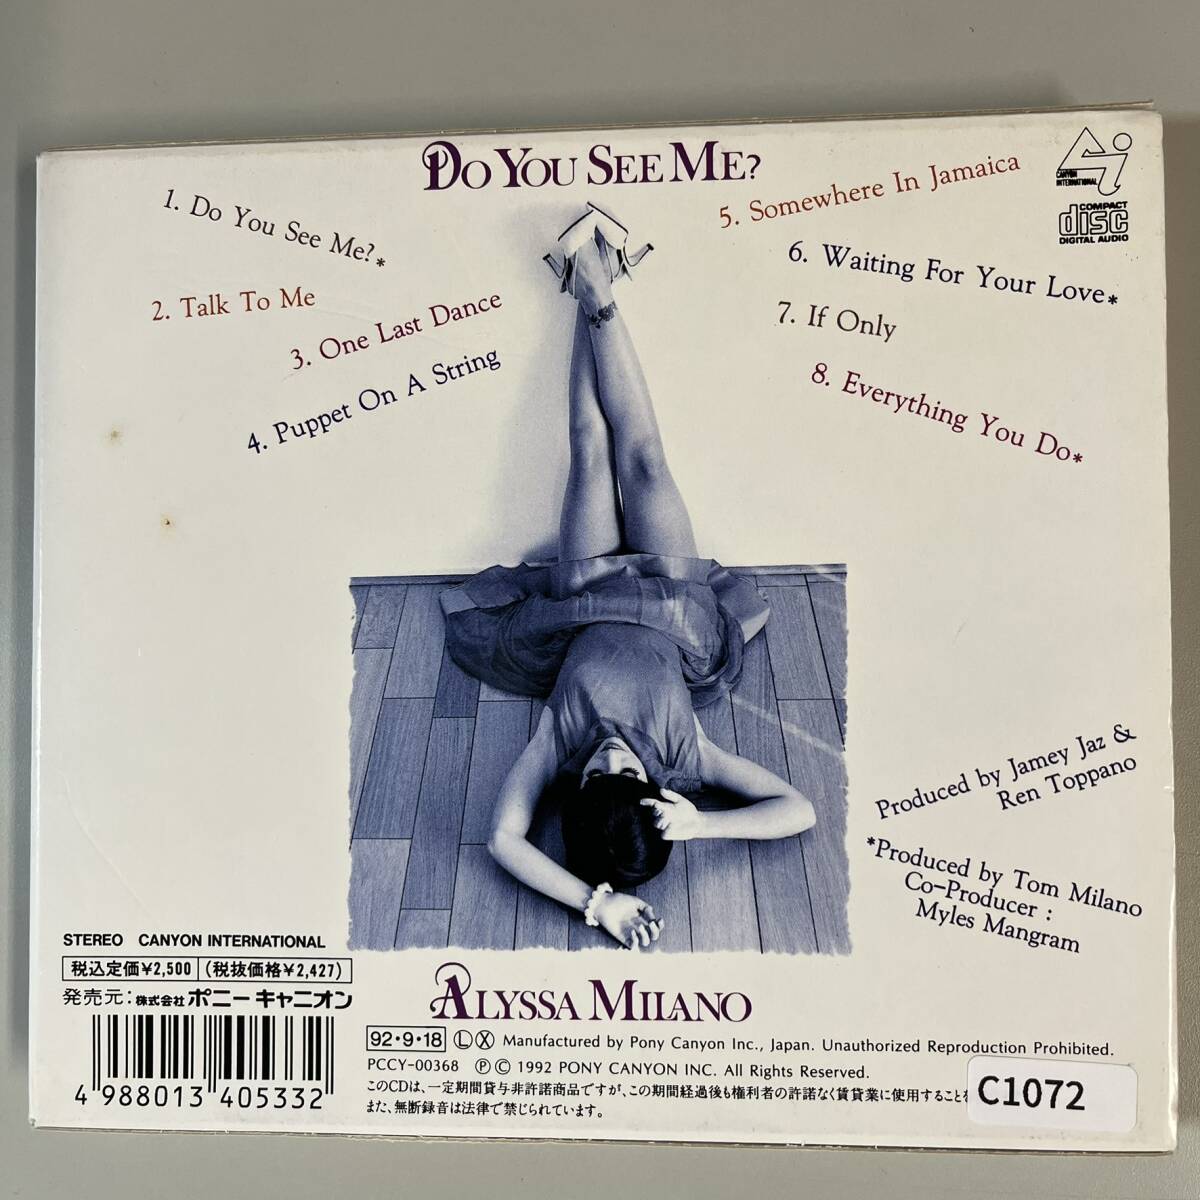 DO YOU SEE ME?
1. Do You See Me?*
2. Talk To Me
3. One Last Dance
4. Puppet On A String
5. Somewhere In Jamaica
6. Waiting For Your Love*
7. If Only
8. Everything You Do*
CANYON
INTERNATIONAL
COMPACT
disc
DIGITAL AUDIO
Produced by Jamey Jaz &
Ren Toppano
*Produced by Tom Milano
Co-Producer :
Myles Mangram
STEREO CANYON INTERNATIONAL
税込定価¥2,500 (税抜価格¥2,427)
発売元:株式会社ポニーキャニオン
4 988013 405332
ALYSSA MILANO
92・9・18 Ⓛ Ⓧ Manufactured by Pony Canyon Inc., Japan. Unauthorized Reproduction Prohibited.
PCCY-00368 Ⓟ Ⓒ 1992 PONY CANYON INC. All Rights Reserved.
このCDは、一定期間貸与非許諾商品ですが、この期間経過後も権利者の許諾なく賃貸業に使用することを
また、無断録音は法律で禁じられています。
C1072